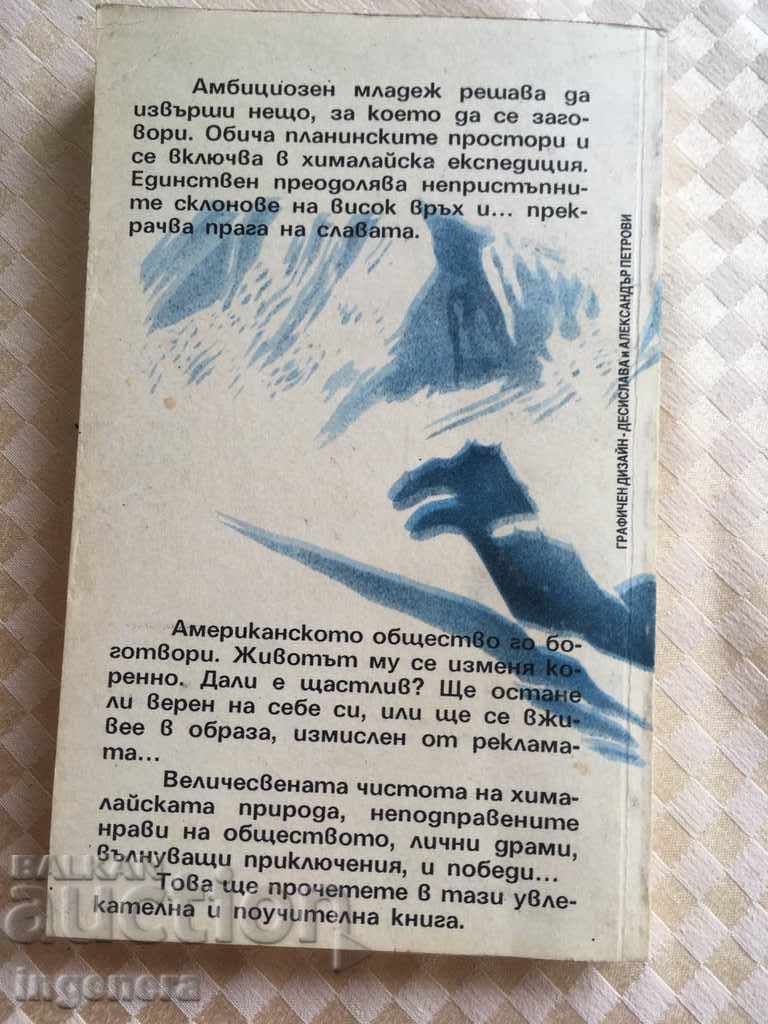 Амбициозен младеж решава да
извърши нещо, за което да се заго-
вори. Обича планинските простори и
се включва в хималайска експедиция.
Единствен преодолява непристъпни-
те склонове на висок връх и... прек-
рачва прага на славата.
ГРАФИЧЕН ДИЗАЙН - ДЕСИСЛАВА и АЛЕКСАНДЪР ПЕТРОВИ
Американското общество го бо-
готвори. Животът му се изменя ко-
ренно. Дали е щастлив? Ще остане
ли верен на себе си, или ще се вжи-
вее в образа, измислен от реклама-
та...
Величесвената чистота на хима-
лайската природа, неподправените
нрави на обществото, лични драми,
вълнуващи приключения, и победи...
Това ще прочетете в тази увле-
кателна и поучителна книга.
BALKAN
auction
ingenera